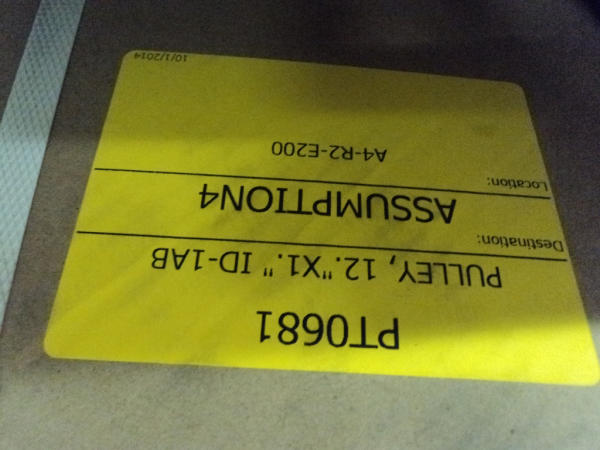 PT0681
PULLEY, 12."X1." ID-1AB
Destination:
ASSUMPTION4
Location:
A4-R2-E200
10/1/2014